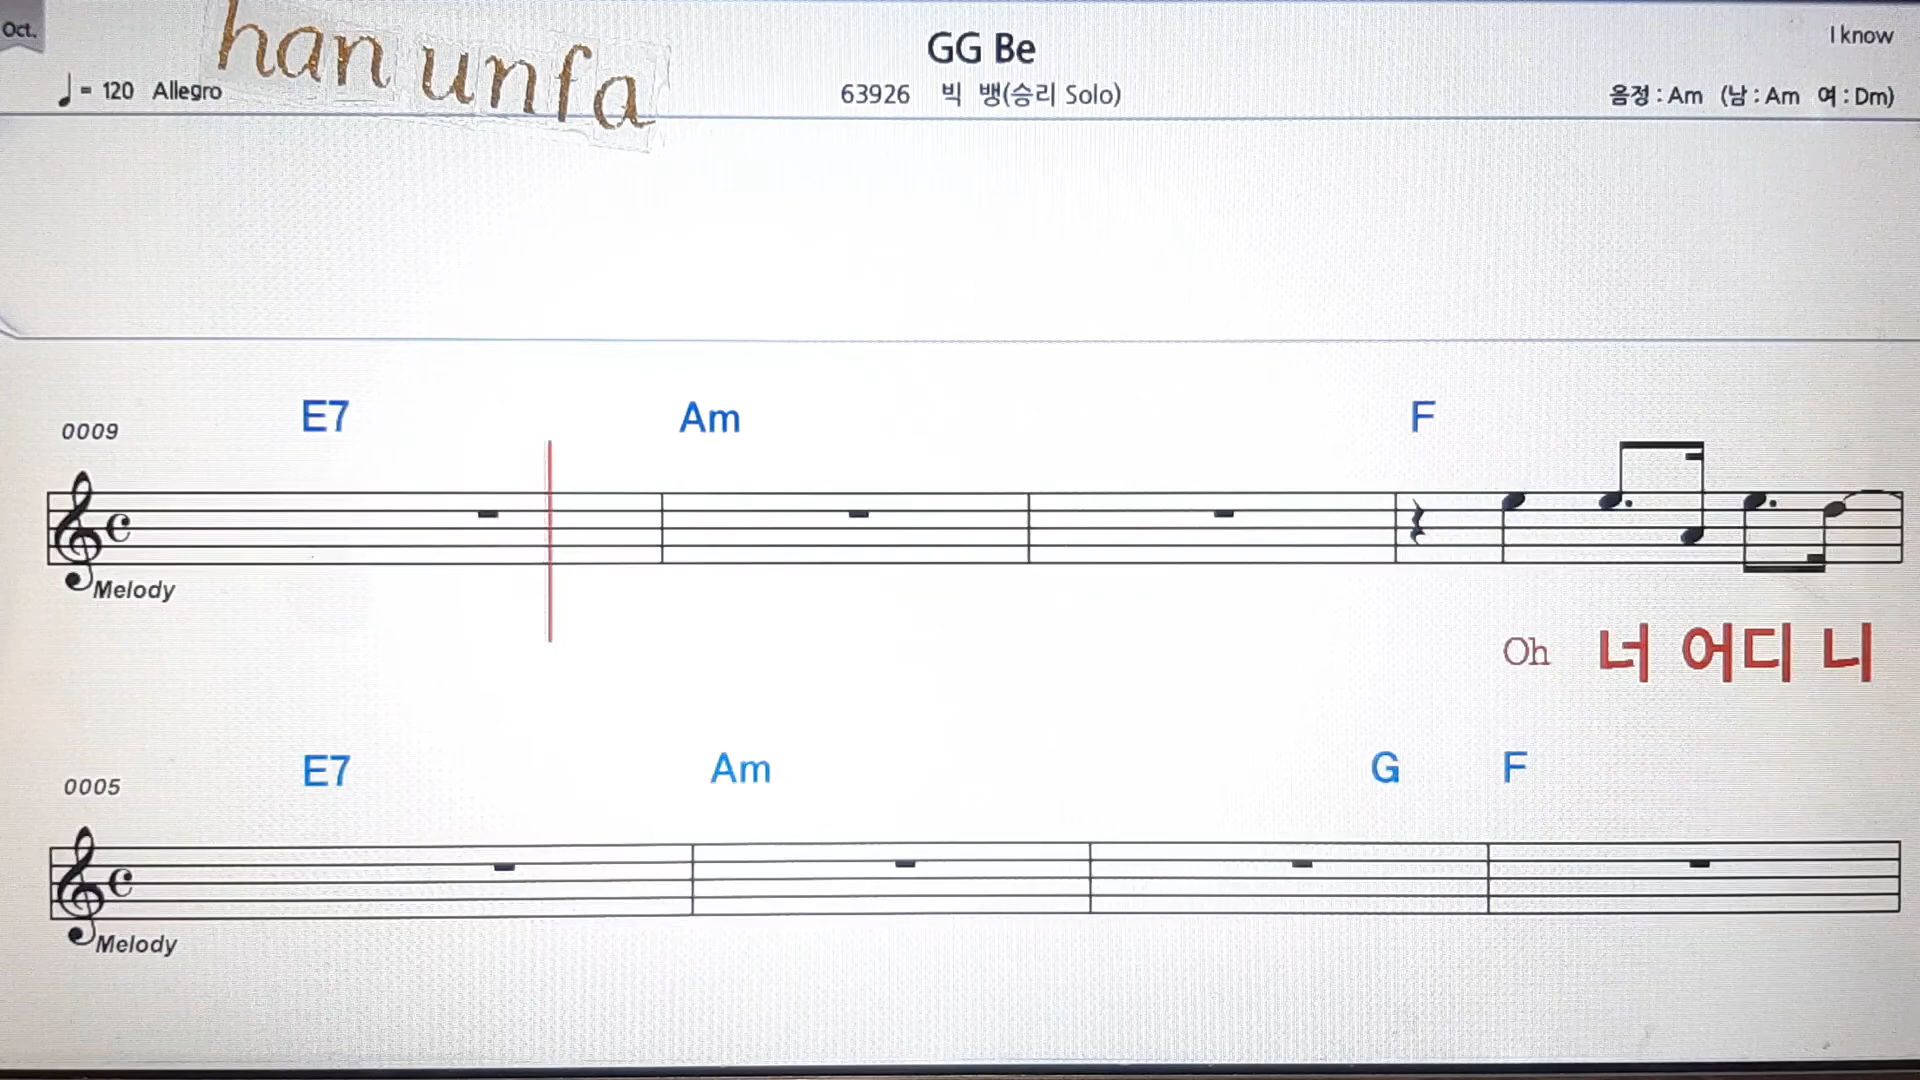 Oct.
han unfa
GG Be
I know
= 120 Allegro
63926 빅 뱅(승리 Solo)
음정 : Am (남 : Am 여 : Dm)
E7 Am F
0009
Melody
Oh 너 어디 니
E7 Am G F
0005
Melody